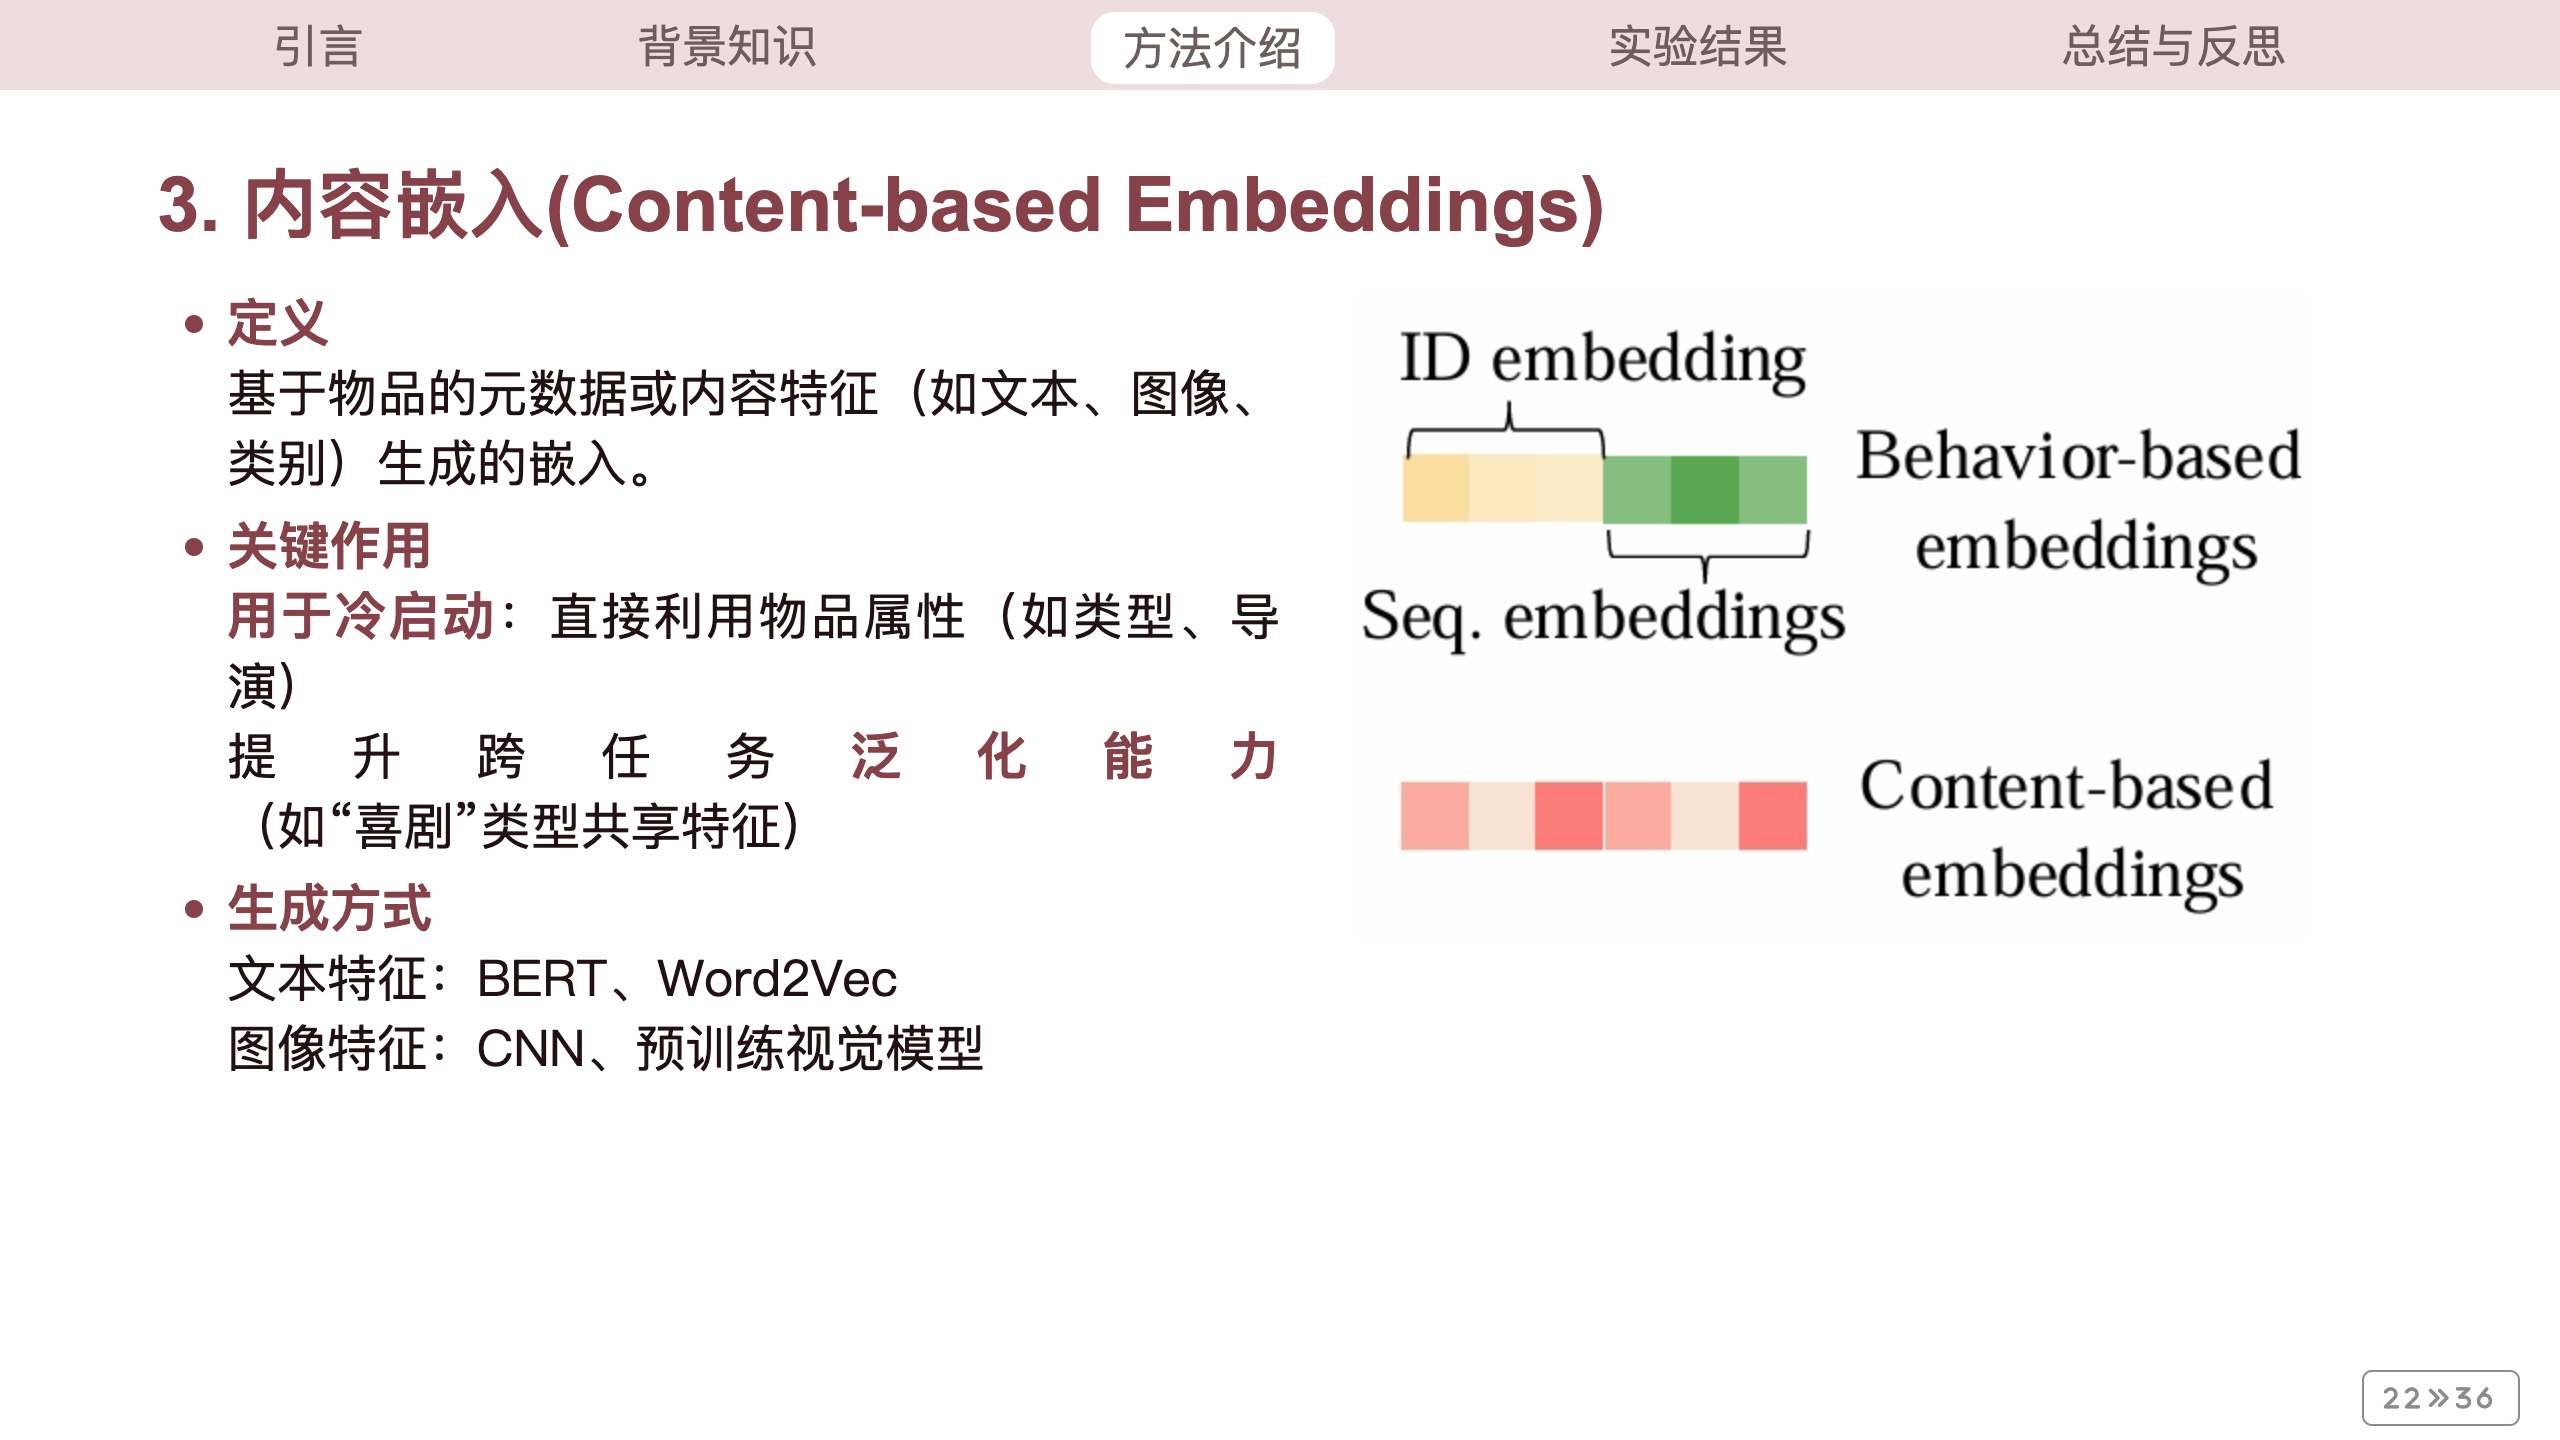 引言 背景知识 方法介绍 实验结果 总结与反思
3. 内容嵌入(Content-based Embeddings)
• 定义
基于物品的元数据或内容特征（如文本、图像、
类别）生成的嵌入。
• 关键作用
用于冷启动：直接利用物品属性（如类型、导
演）
提升跨任务泛化能力
（如“喜剧”类型共享特征）
• 生成方式
文本特征：BERT、Word2Vec
图像特征：CNN、预训练视觉模型
ID embedding
Behavior-based
embeddings
Seq. embeddings
Content-based
embeddings
22»36